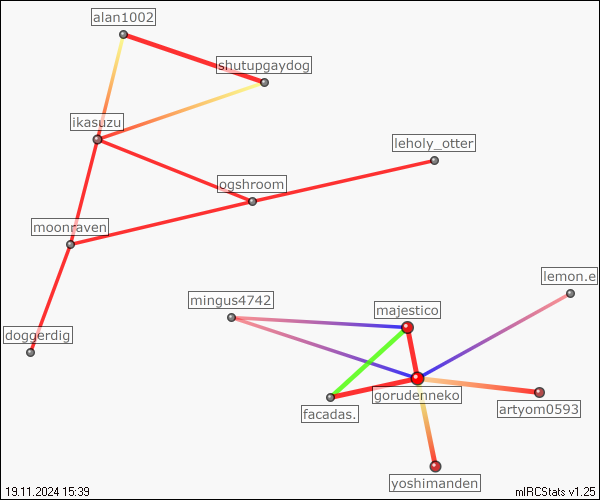 alan1002
shutupgaydog
ikasuzu
leholy_otter
ogshroom
moonraven
lemon.e
mingus4742
majestico
doggerdig
gorudenneko
artyom0593
facadas.
yoshimanden
19.11.2024 15:39
mIRCStats v1.25